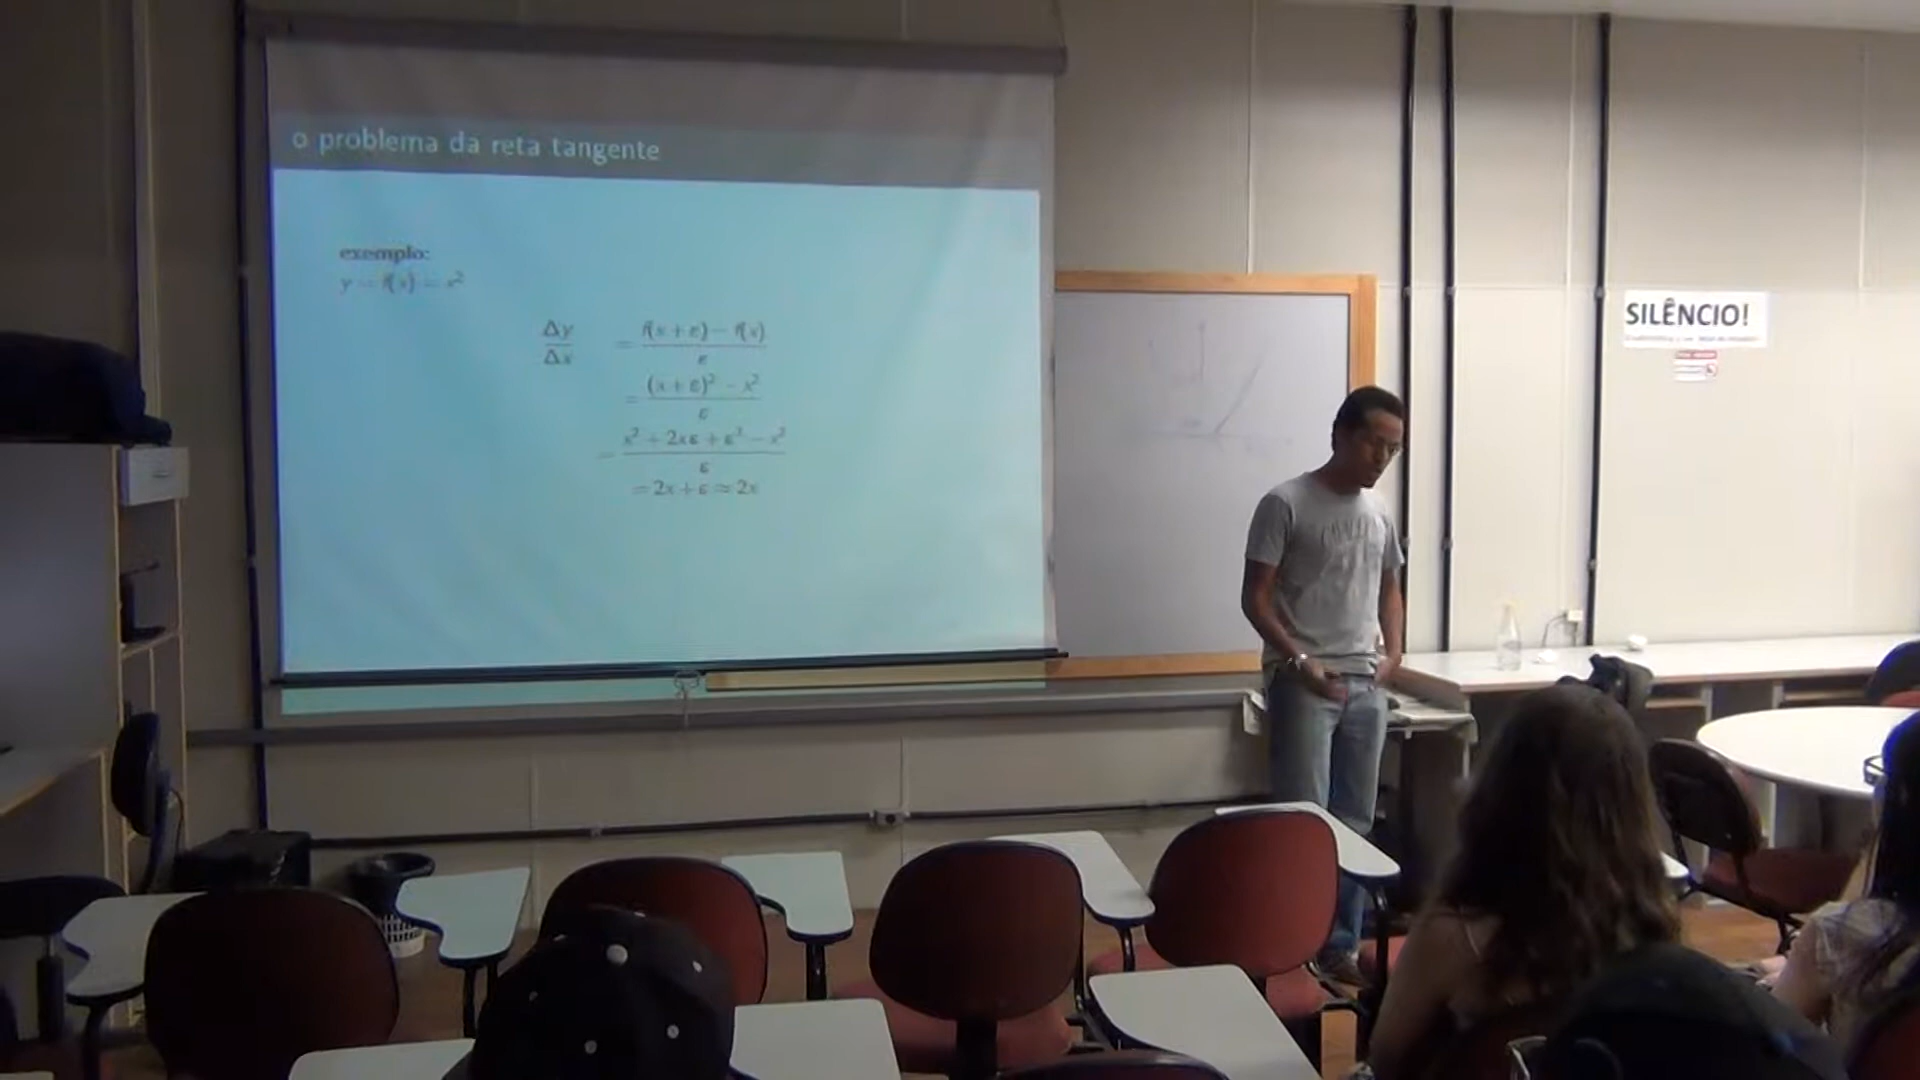 o problema da reta tangente
exemplo:
y = f(x) = x²
Δy/Δx = (f(x + ε) − f(x))/ε
= ((x + ε)² − x²)/ε
= (x² + 2xε + ε² − x²)/ε
= 2x + ε ≈ 2x
SILÊNCIO!